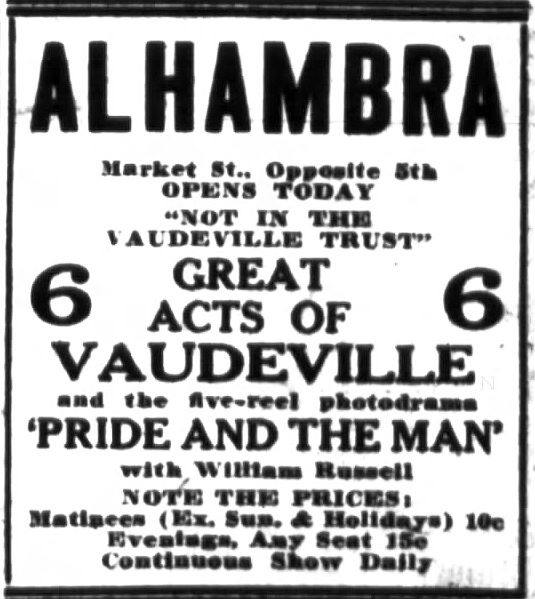 ALHAMBRA
Market St., Opposite 5th
OPENS TODAY
"NOT IN THE
VAUDEVILLE TRUST"
6 GREAT 6
ACTS OF
VAUDEVILLE
and the five-reel photodrama
'PRIDE AND THE MAN'
with William Russell
NOTE THE PRICES:
Matinees (Ex. Sun. & Holidays) 10c
Evenings, Any Seat 15c
Continuous Show Daily